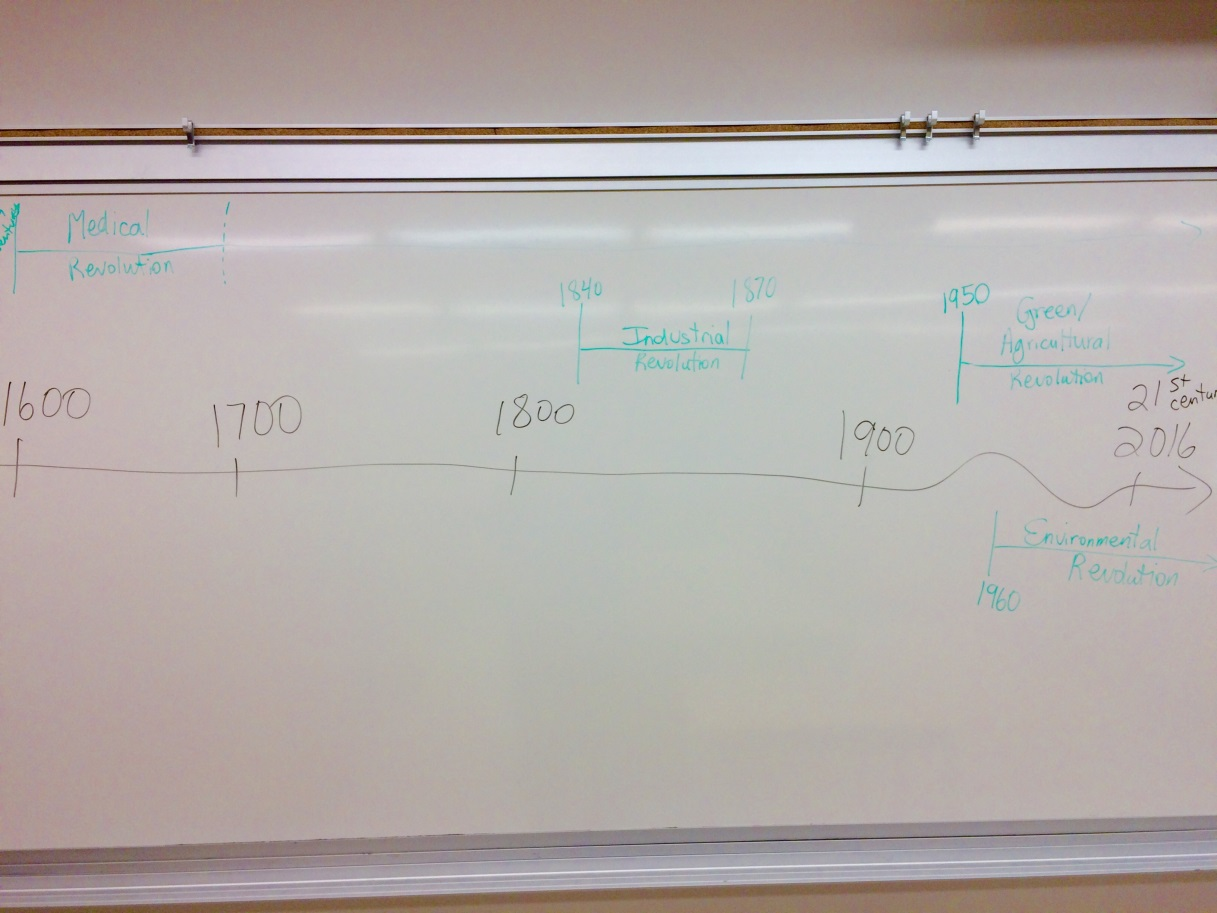 Medical
Revolution
1840
1870
Industrial
Revolution
1950
Green/
Agricultural
Revolution
1600
1700
1800
1900
21st
2016
Environmental
Revolution
1960